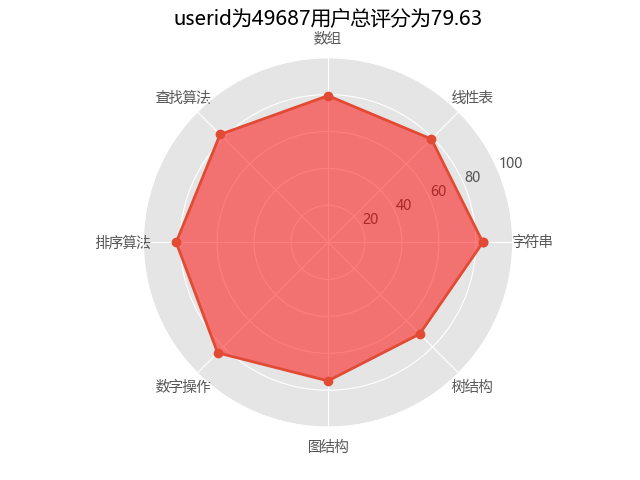 userid为49687用户总评分为79.63
数组
查找算法
线性表
100
80
60
40
20
排序算法
字符串
数字操作
树结构
图结构